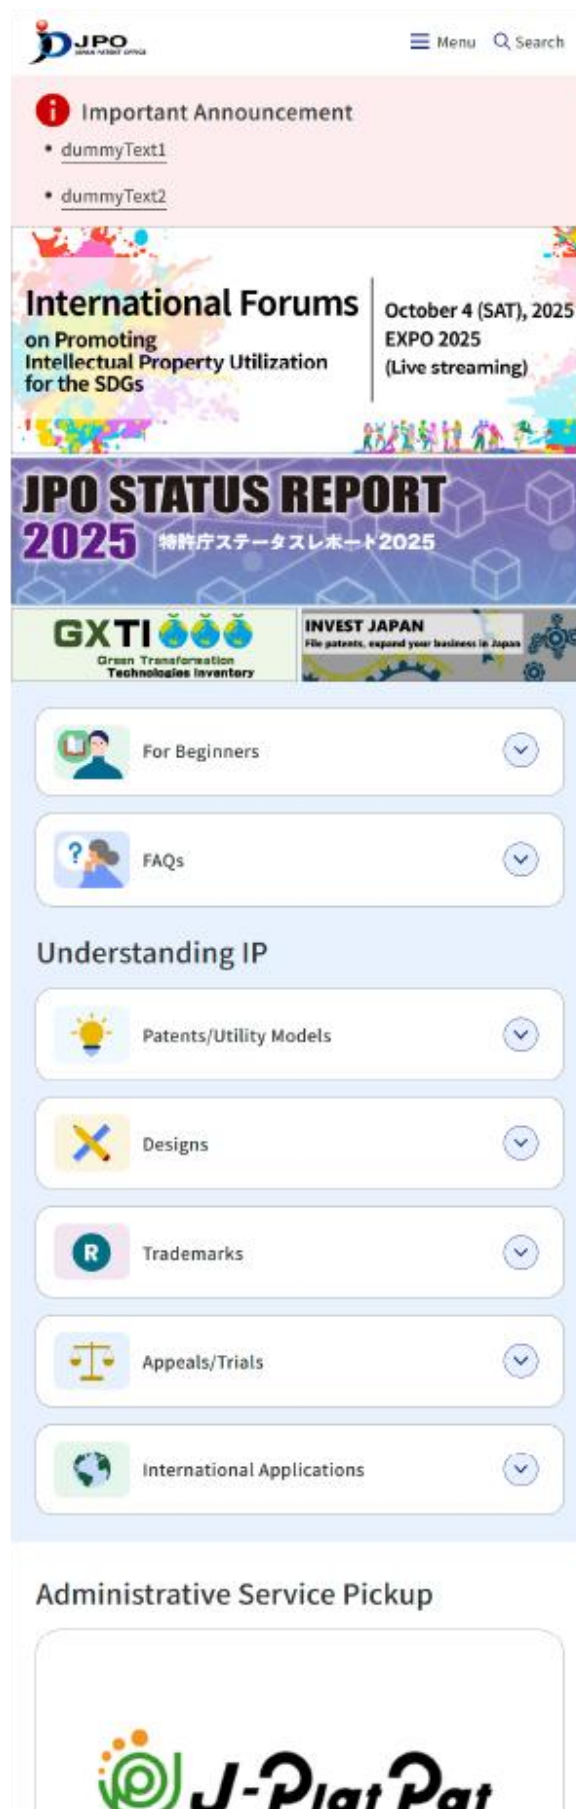 JPO
JAPAN PATENT OFFICE
Menu
Search
Important Announcement
• dummyText1
• dummyText2
International Forums
on Promoting
Intellectual Property Utilization
for the SDGs
October 4 (SAT), 2025
EXPO 2025
(Live streaming)
JPO STATUS REPORT
2025 特許庁ステータスレポート2025
GXTI
Green Transformation
Technologies Inventory
INVEST JAPAN
File patents, expand your business in Japan
For Beginners
?
FAQs
Understanding IP
Patents/Utility Models
Designs
R
Trademarks
Appeals/Trials
International Applications
Administrative Service Pickup
J-PlatPat